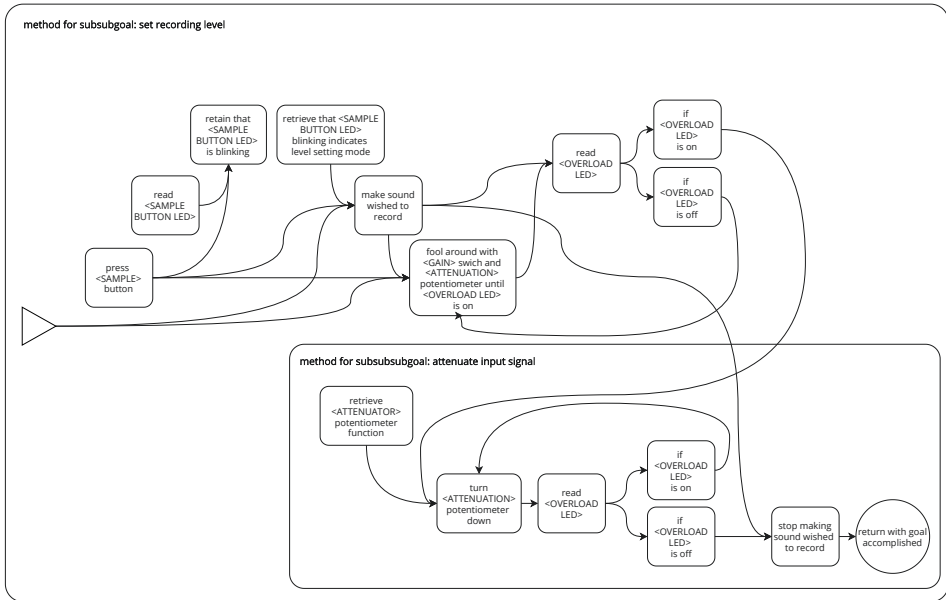 method for subsubgoal: set recording level
retain that
<SAMPLE
BUTTON LED>
is blinking
retrieve that <SAMPLE
BUTTON LED>
blinking indicates
level setting mode
read
<SAMPLE
BUTTON LED>
make sound
wished to
record
read
<OVERLOAD
LED>
if
<OVERLOAD
LED>
is on
if
<OVERLOAD
LED>
is off
press
<SAMPLE>
button
fool around with
<GAIN> swich and
<ATTENUATION>
potentiometer until
<OVERLOAD LED>
is on
method for subsubsubgoal: attenuate input signal
retrieve
<ATTENUATOR>
potentiometer
function
turn
<ATTENUATION>
potentiometer
down
read
<OVERLOAD
LED>
if
<OVERLOAD
LED>
is on
if
<OVERLOAD
LED>
is off
stop making
sound wished
to record
return with goal
accomplished